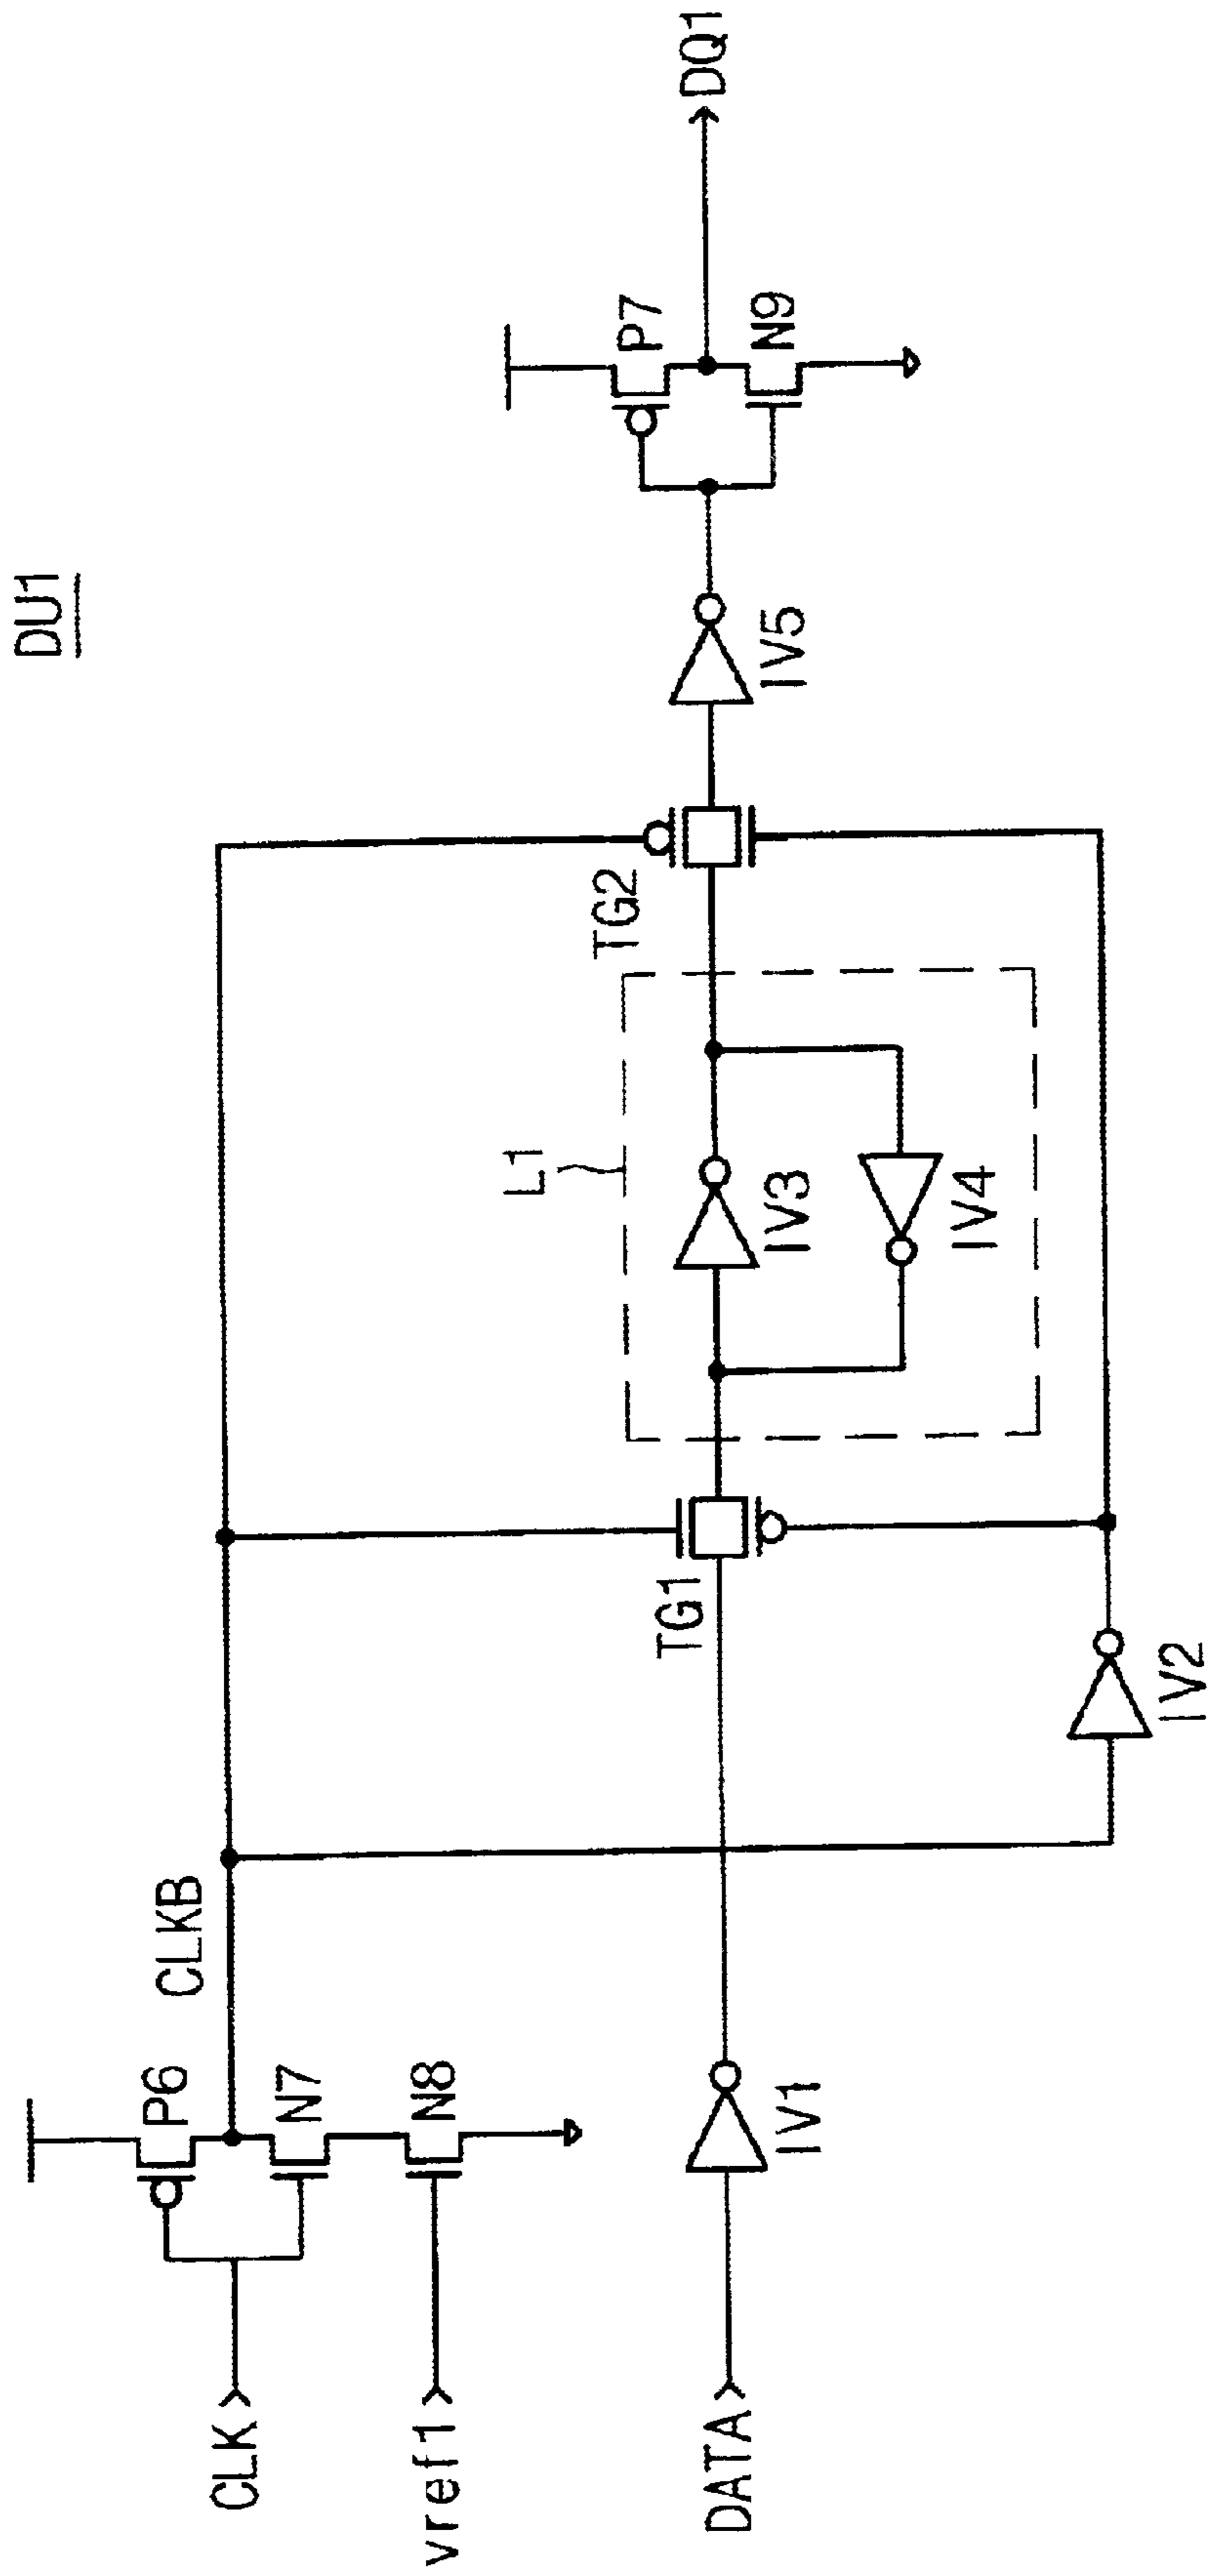 DU1
CLK
vref1
DATA
P6
N7
N8
CLKB
IV1
IV2
TG1
L1
IV3
IV4
TG2
IV5
P7
N9
DQ1